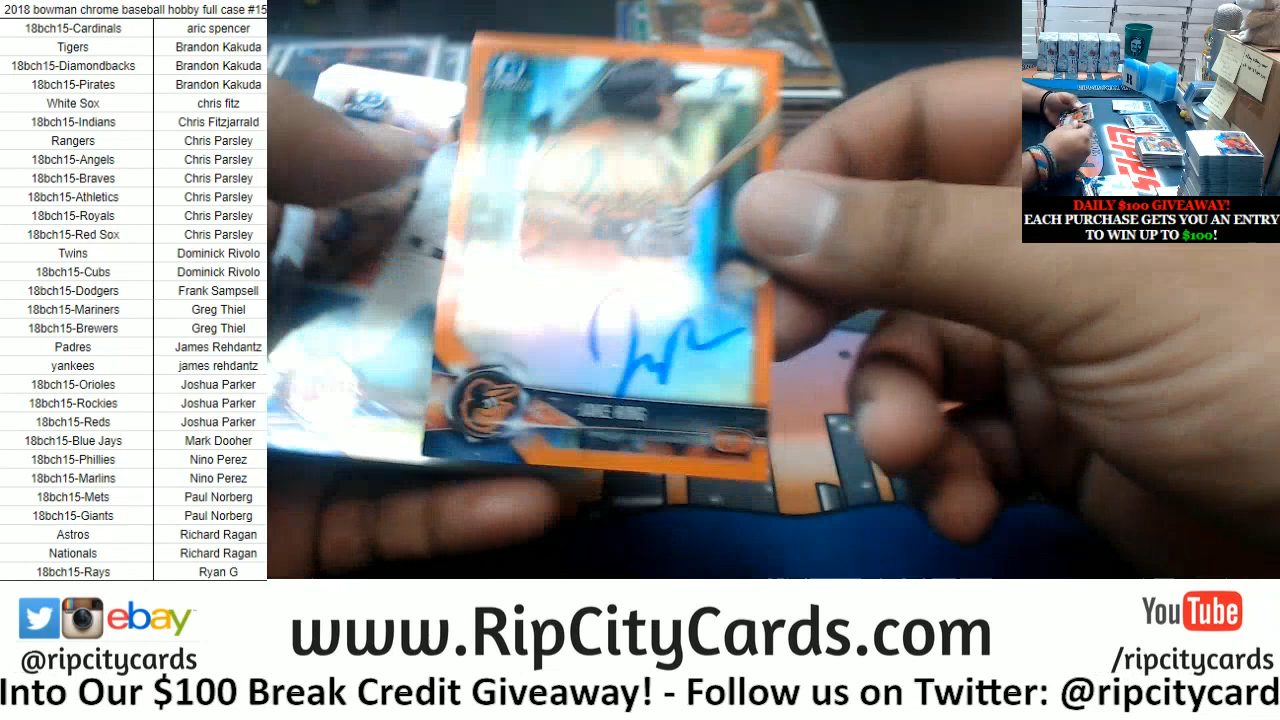 2018 bowman chrome baseball hobby full case #15
18bch15-Cardinals aric spencer
Tigers Brandon Kakuda
18bch15-Diamondbacks Brandon Kakuda
18bch15-Pirates Brandon Kakuda
White Sox chris fitz
18bch15-Indians Chris Fitzjarrald
Rangers Chris Parsley
18bch15-Angels Chris Parsley
18bch15-Braves Chris Parsley
18bch15-Athletics Chris Parsley
18bch15-Royals Chris Parsley
18bch15-Red Sox Chris Parsley
Twins Dominick Rivolo
18bch15-Cubs Dominick Rivolo
18bch15-Dodgers Frank Sampsell
18bch15-Mariners Greg Thiel
18bch15-Brewers Greg Thiel
Padres James Rehdantz
yankees james rehdantz
18bch15-Orioles Joshua Parker
18bch15-Rockies Joshua Parker
18bch15-Reds Joshua Parker
18bch15-Blue Jays Mark Dooher
18bch15-Phillies Nino Perez
18bch15-Marlins Nino Perez
18bch15-Mets Paul Norberg
18bch15-Giants Paul Norberg
Astros Richard Ragan
Nationals Richard Ragan
18bch15-Rays Ryan G
TOPPS
DAILY $100 GIVEAWAY!
EACH PURCHASE GETS YOU AN ENTRY
TO WIN UP TO $100!
ebay
@ripcitycards
www.RipCityCards.com
YouTube
/ripcitycards
Into Our $100 Break Credit Giveaway! - Follow us on Twitter: @ripcitycard